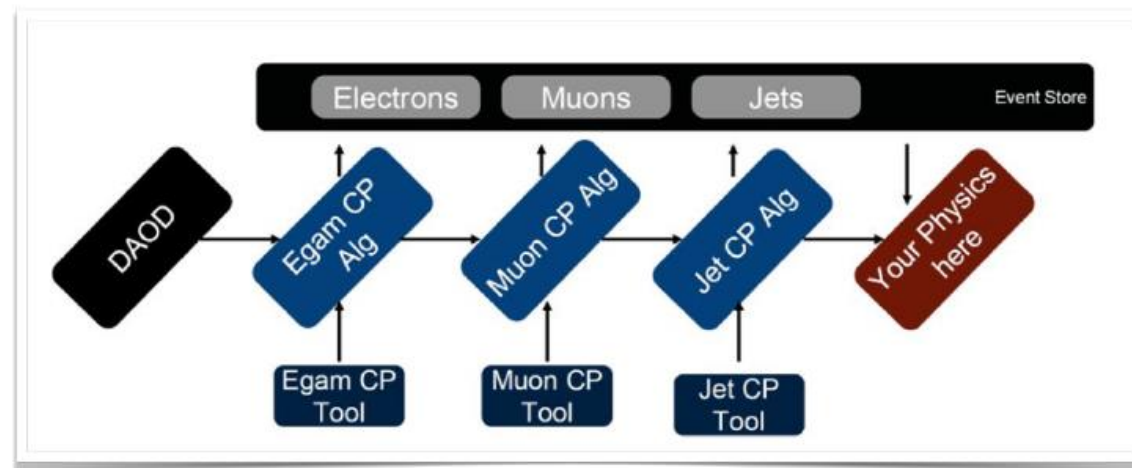 Electrons
Muons
Jets
Event Store
DAOD
Egam CP
Alg
Muon CP Alg
Jet CP Alg
Your Physics
here
Egam CP
Tool
Muon CP
Tool
Jet CP
Tool